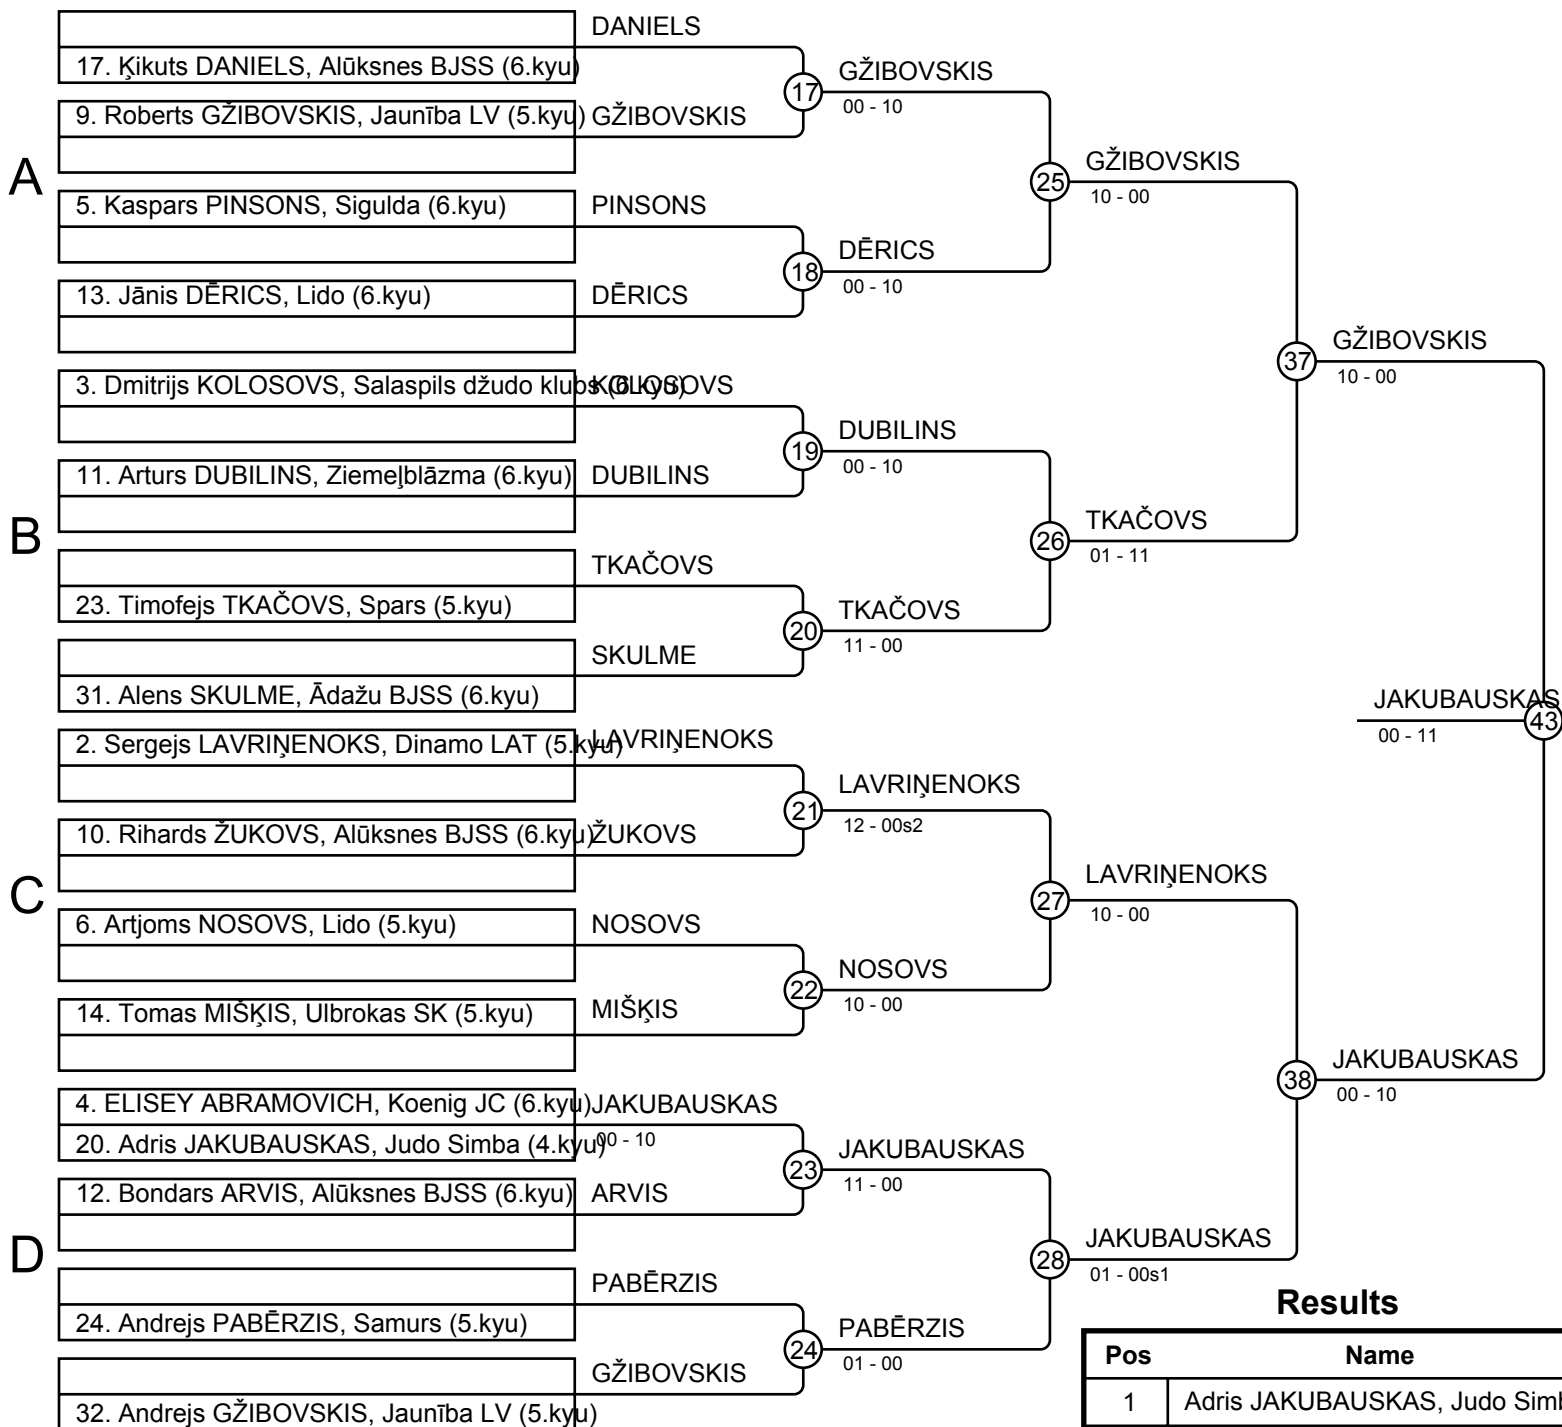 DANIELS
17. Ķikuts DANIELS, Alūksnes BJSS (6.kyu)
17
GŽIBOVSKIS
00 - 10
9. Roberts GŽIBOVSKIS, Jaunība LV (5.kyu)
GŽIBOVSKIS
A
25
GŽIBOVSKIS
10 - 00
5. Kaspars PINSONS, Sigulda (6.kyu)
PINSONS
18
DĒRICS
00 - 10
13. Jānis DĒRICS, Lido (6.kyu)
DĒRICS
37
GŽIBOVSKIS
10 - 00
3. Dmitrijs KOLOSOVS, Salaspils džudo klubs (6.kyu)
KOLOSOVS
19
DUBILINS
00 - 10
11. Arturs DUBILINS, Ziemeļblāzma (6.kyu)
DUBILINS
B
26
TKAČOVS
01 - 11
TKAČOVS
23. Timofejs TKAČOVS, Spars (5.kyu)
20
TKAČOVS
11 - 00
SKULME
31. Alens SKULME, Ādažu BJSS (6.kyu)
JAKUBAUSKAS
43
00 - 11
2. Sergejs LAVRIŅENOKS, Dinamo LAT (5.kyu)
LAVRIŅENOKS
21
LAVRIŅENOKS
12 - 00s2
10. Rihards ŽUKOVS, Alūksnes BJSS (6.kyu)
ŽUKOVS
C
27
LAVRIŅENOKS
10 - 00
6. Artjoms NOSOVS, Lido (5.kyu)
NOSOVS
22
NOSOVS
10 - 00
14. Tomas MIŠĶIS, Ulbrokas SK (5.kyu)
MIŠĶIS
38
JAKUBAUSKAS
00 - 10
4. ELISEY ABRAMOVICH, Koenig JC (6.kyu)
JAKUBAUSKAS
20. Adris JAKUBAUSKAS, Judo Simba (4.kyu)
00 - 10
23
JAKUBAUSKAS
11 - 00
12. Bondars ARVIS, Alūksnes BJSS (6.kyu)
ARVIS
D
28
JAKUBAUSKAS
01 - 00s1
PABĒRZIS
24. Andrejs PABĒRZIS, Samurs (5.kyu)
24
PABĒRZIS
01 - 00
GŽIBOVSKIS
32. Andrejs GŽIBOVSKIS, Jaunība LV (5.kyu)
Results
Pos Name
1 Adris JAKUBAUSKAS, Judo